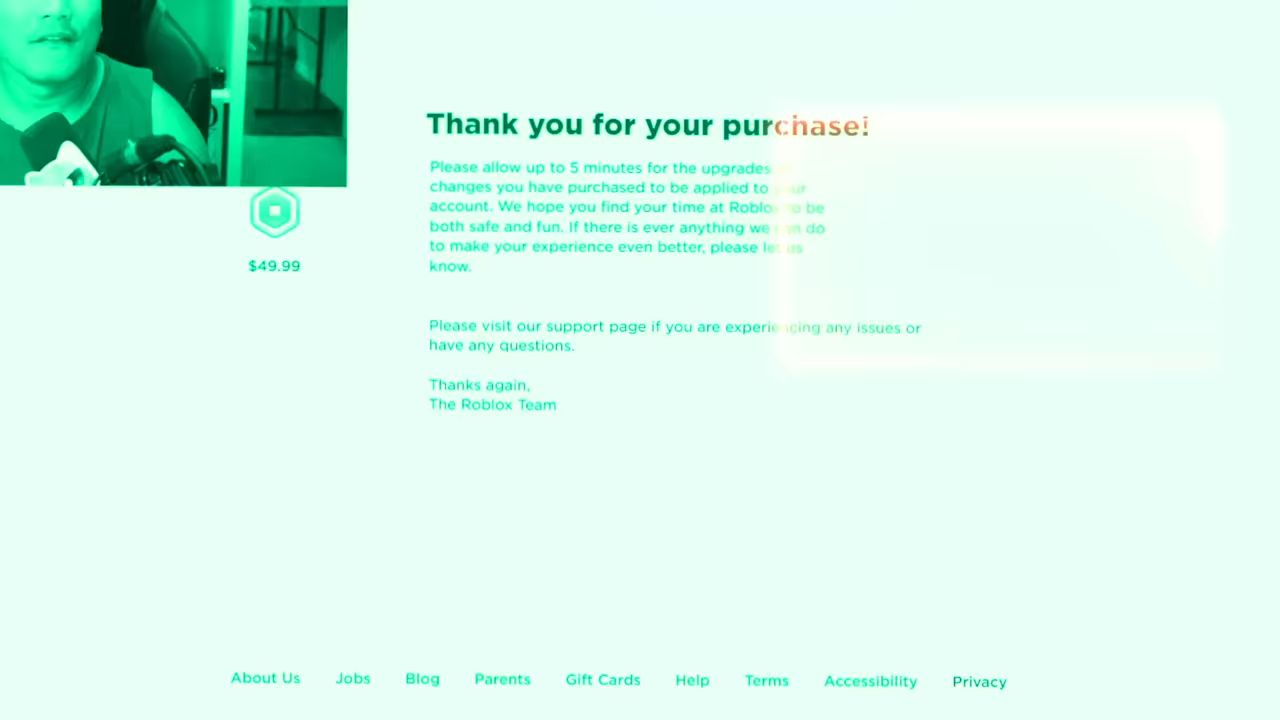 Thank you for your purchase!
Please allow up to 5 minutes for the upgrades
changes you have purchased to be applied to your
account. We hope you find your time at Roblox to be
both safe and fun. If there is ever anything we can do
to make your experience even better, please let us
know.
$49.99
Please visit our support page if you are experiencing any issues or
have any questions.
Thanks again,
The Roblox Team
About Us Jobs Blog Parents Gift Cards Help Terms Accessibility Privacy